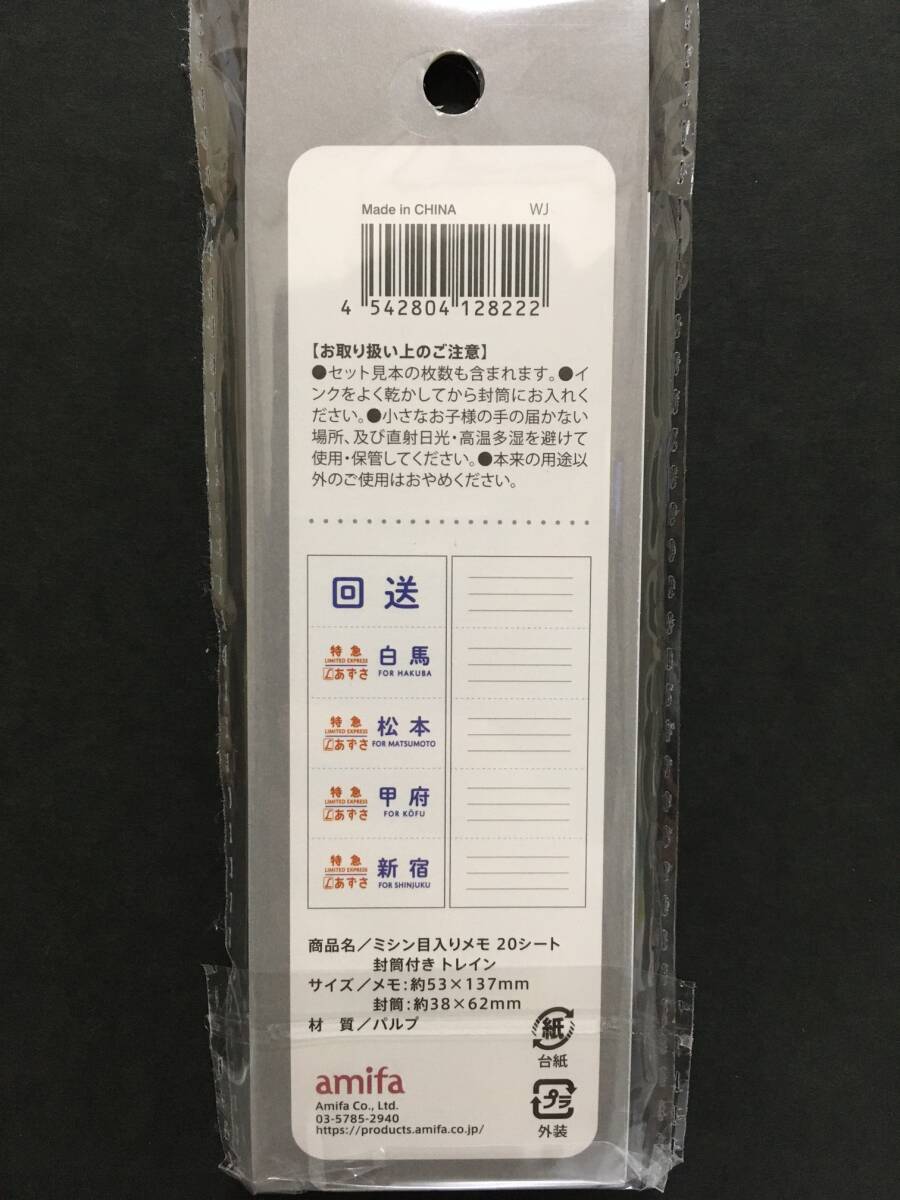 Made in CHINA WJ
4 542804 128222
【お取り扱い上のご注意】
●セット見本の枚数も含まれます。●イ
ンクをよく乾かしてから封筒にお入れく
ださい。●小さなお子様の手の届かない
場所、及び直射日光・高温多湿を避けて
使用・保管してください。●本来の用途以
外のご使用はおやめください。
回送
特急 白馬
LIMITED EXPRESS
Lあずさ FOR HAKUBA
特急 松本
LIMITED EXPRESS
Lあずさ FOR MATSUMOTO
特急 甲府
LIMITED EXPRESS
Lあずさ FOR KŌFU
特急 新宿
LIMITED EXPRESS
Lあずさ FOR SHINJUKU
商品名/ミシン目入りメモ 20シート
封筒付き トレイン
サイズ/メモ:約53×137mm
封筒:約38×62mm
材 質/パルプ
紙
台紙
amifa
プラ
外装
Amifa Co., Ltd.
03-5785-2940
https://products.amifa.co.jp/